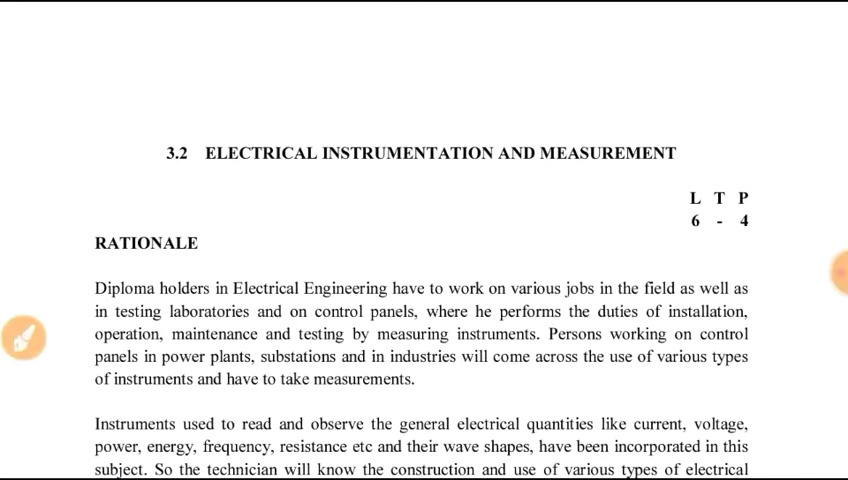 3.2 ELECTRICAL INSTRUMENTATION AND MEASUREMENT
L T P
6 - 4
RATIONALE
Diploma holders in Electrical Engineering have to work on various jobs in the field as well as
in testing laboratories and on control panels, where he performs the duties of installation,
operation, maintenance and testing by measuring instruments. Persons working on control
panels in power plants, substations and in industries will come across the use of various types
of instruments and have to take measurements.
Instruments used to read and observe the general electrical quantities like current, voltage,
power, energy, frequency, resistance etc and their wave shapes, have been incorporated in this
subject. So the technician will know the construction and use of various types of electrical